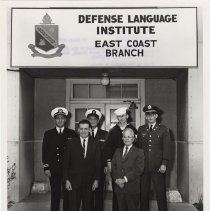 DEFENSE LANGUAGE
INSTITUTE
EAST COAST
BRANCH